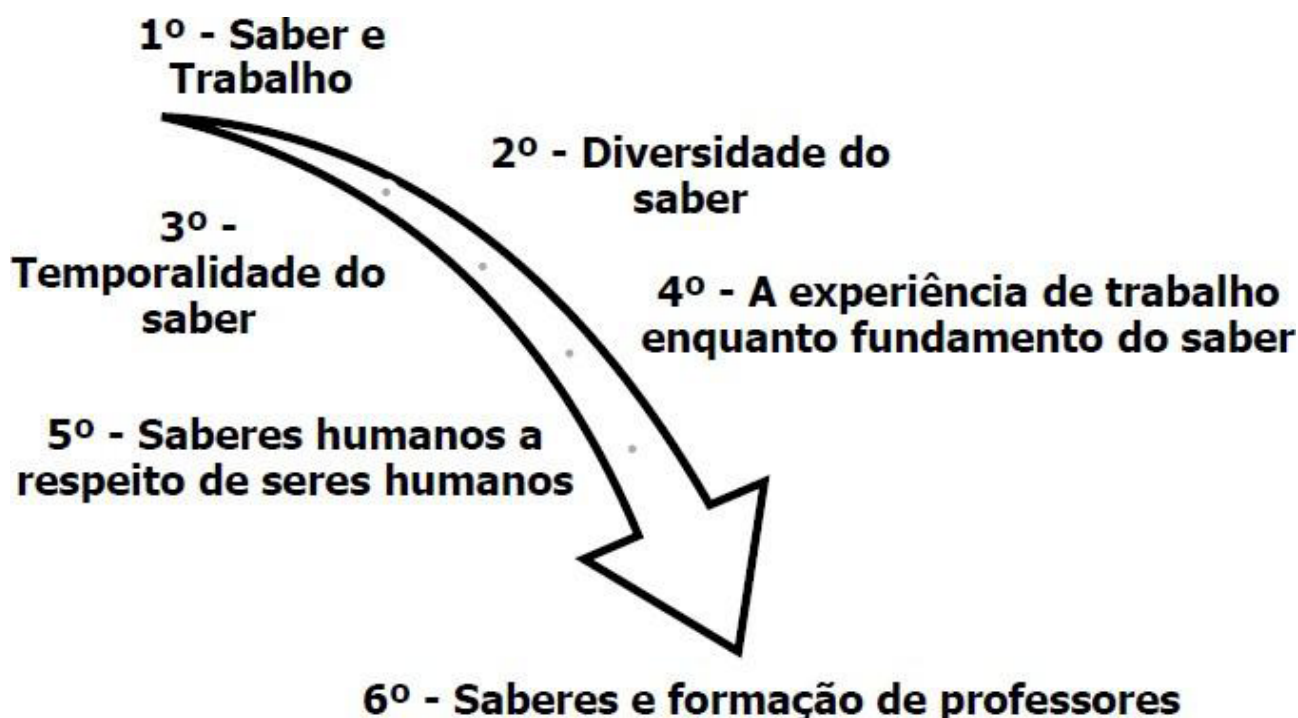 1º - Saber e
Trabalho
2º - Diversidade do
saber
3º -
Temporalidade do
saber
4º - A experiência de trabalho
enquanto fundamento do saber
5º - Saberes humanos a
respeito de seres humanos
6º - Saberes e formação de professores